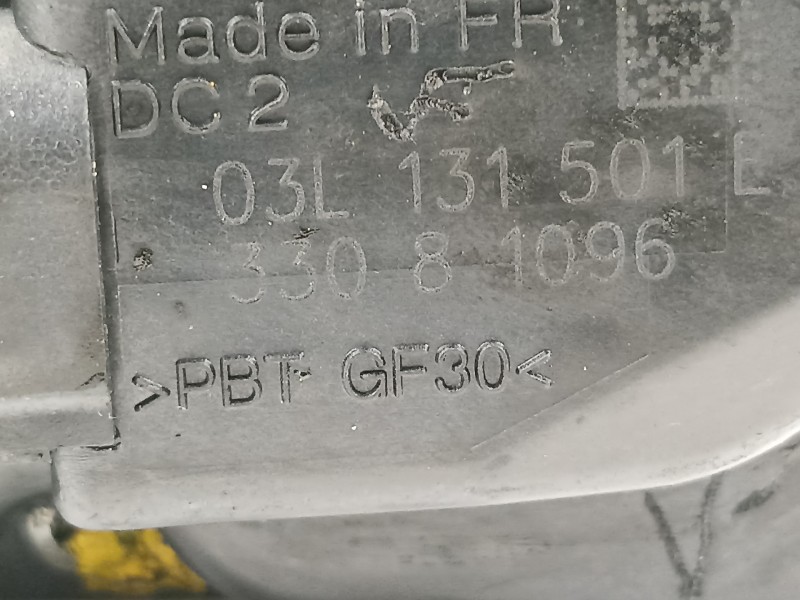 Made in FR
DC2
03L 131 501 E
330 8 1096
>PBT GF30<